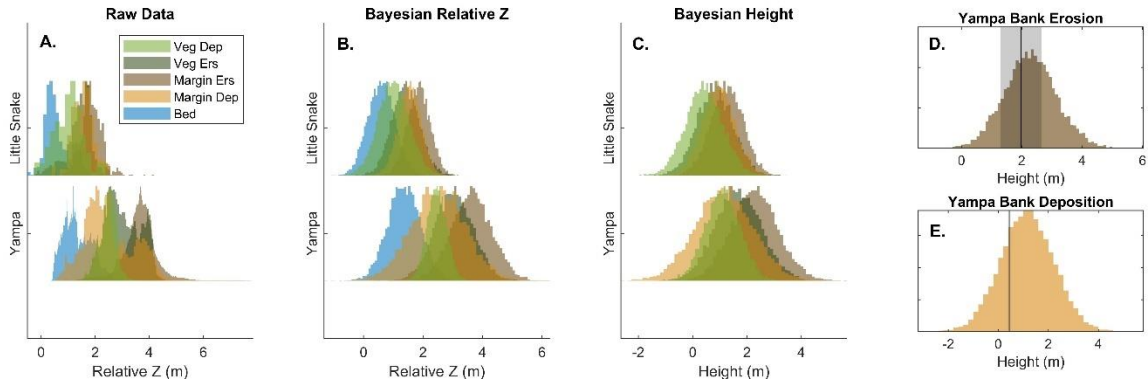 Raw Data
A.
Veg Dep
Veg Ers
Margin Ers
Margin Dep
Bed
Little Snake
Yampa
0 2 4 6
Relative Z (m)
Bayesian Relative Z
B.
Little Snake
Yampa
0 2 4 6
Relative Z (m)
Bayesian Height
C.
Little Snake
Yampa
-2 0 2 4
Height (m)
Yampa Bank Erosion
D.
0 2 4 6
Height (m)
Yampa Bank Deposition
E.
-2 0 2 4
Height (m)